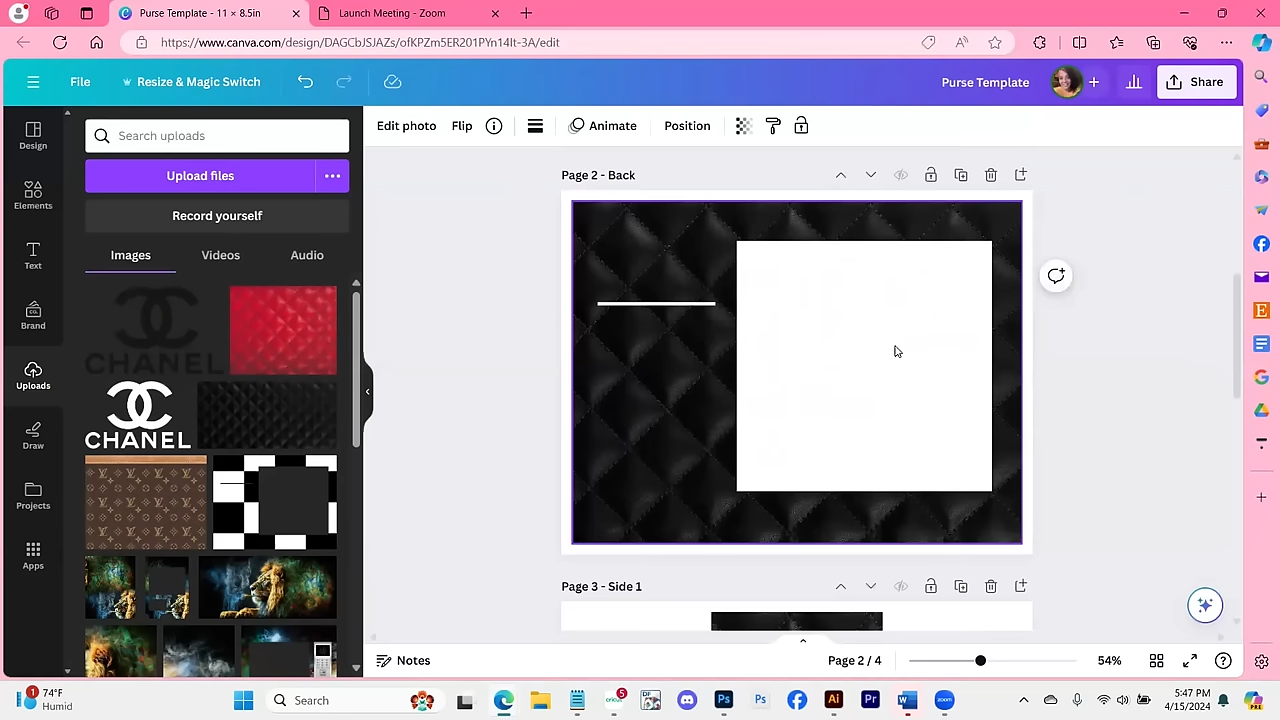 Purse Template - 11 × 8.5in
Launch Meeting - Zoom
https://www.canva.com/design/DAGCbJSJAZs/ofKPZm5ER201PYn14It-3A/edit
File
Resize & Magic Switch
Purse Template
Share
Design
Elements
Text
Brand
Uploads
Draw
Projects
Apps
Search uploads
Upload files
Record yourself
Images
Videos
Audio
CHANEL
CHANEL
Edit photo
Flip
Animate
Position
Page 2 - Back
Page 3 - Side 1
Notes
Page 2 / 4
54%
1
74°F
Humid
Search
5:47 PM
4/15/2024